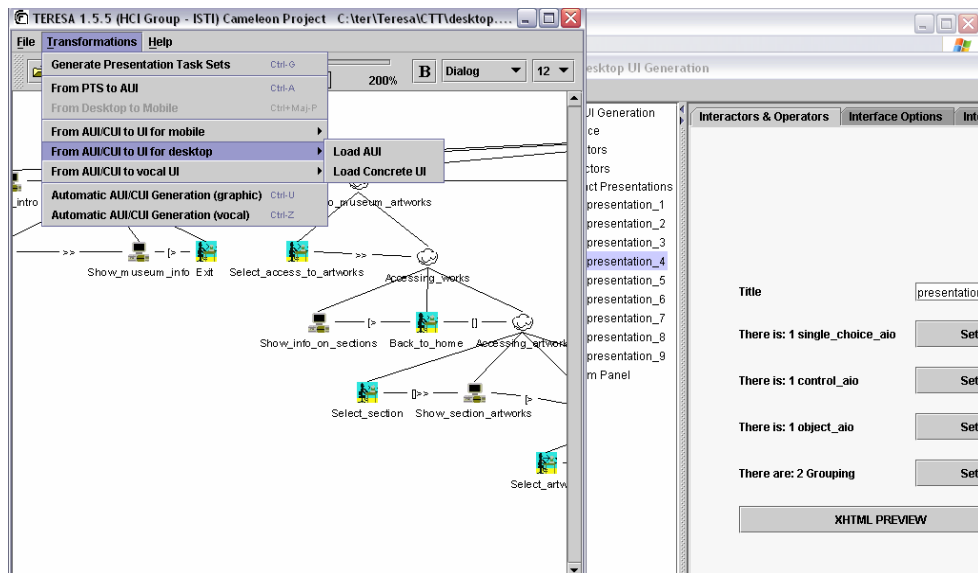 TERESA 1.5.5 (HCI Group - ISTI) Cameleon Project C:\ter\Teresa\CTT\desktop....
File Transformations Help
200% B Dialog 12
Generate Presentation Task Sets Ctrl-G
From PTS to AUI Ctrl-A
From Desktop to Mobile Ctrl+Maj-P
From AUI/CUI to UI for mobile
From AUI/CUI to UI for desktop
From AUI/CUI to vocal UI
Automatic AUI/CUI Generation (graphic) Ctrl-U
Automatic AUI/CUI Generation (vocal) Ctrl-Z
Load AUI
Load Concrete UI
_intro
o_museum_artworks
>> Show_museum_info [> Exit
Select_access_to_artworks >> Accessing_works
Show_info_on_sections [> Back_to_home [] Accessing_artwork
Select_section []>> Show_section_artworks [>
Select_artw
esktop UI Generation
UI Generation
ce
tors
ctors
ct Presentations
presentation_1
presentation_2
presentation_3
presentation_4
presentation_5
presentation_6
presentation_7
presentation_8
presentation_9
m Panel
Interactors & Operators Interface Options Int
Title presentation
There is: 1 single_choice_aio Set
There is: 1 control_aio Set
There is: 1 object_aio Set
There are: 2 Grouping Set
XHTML PREVIEW